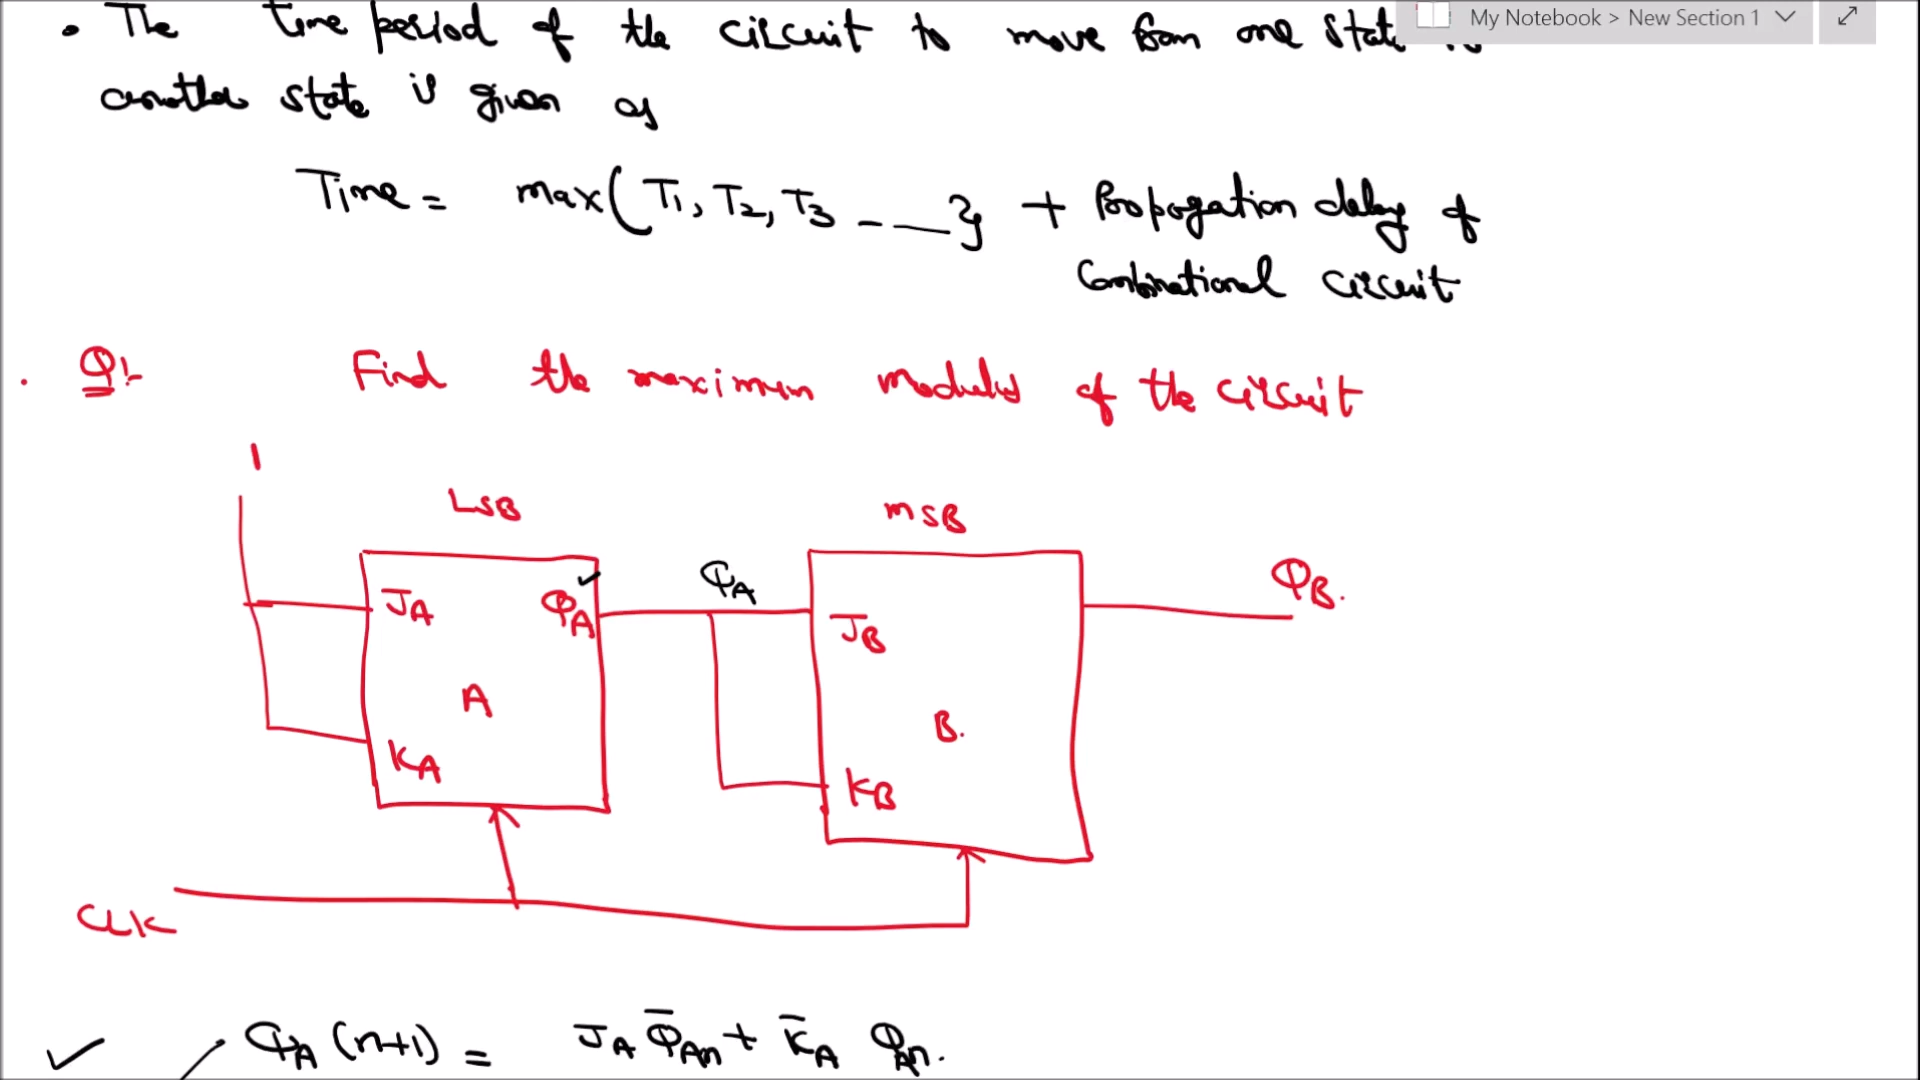 My Notebook > New Section 1
• The time period of the circuit to move from one state to
another state is given as
Time = max( T1, T2, T3 - - } + Propogation delay of
Combinational circuit
Q:- Find the maximum modulus of the circuit
1
LSB MSB
JA QA QA JB QB.
A B.
KA KB
CLK
QA (n+1) = JA Q̅An + K̅A QAn.